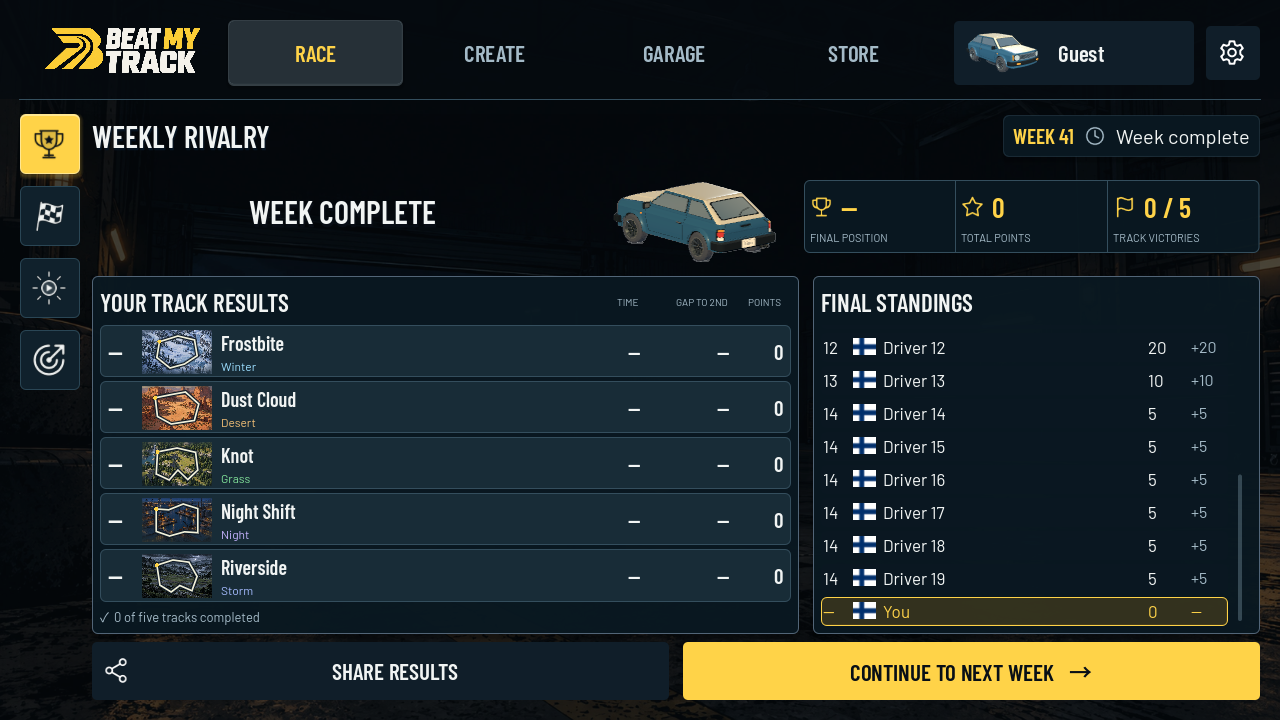 BEAT MY TRACK
RACE
CREATE
GARAGE
STORE
Guest
WEEKLY RIVALRY
WEEK 41 Week complete
WEEK COMPLETE
– 0 0 / 5
FINAL POSITION TOTAL POINTS TRACK VICTORIES
YOUR TRACK RESULTS TIME GAP TO 2ND POINTS
– Frostbite – – 0
Winter
– Dust Cloud – – 0
Desert
– Knot – – 0
Grass
– Night Shift – – 0
Night
– Riverside – – 0
Storm
✓ 0 of five tracks completed
FINAL STANDINGS
12 Driver 12 20 +20
13 Driver 13 10 +10
14 Driver 14 5 +5
14 Driver 15 5 +5
14 Driver 16 5 +5
14 Driver 17 5 +5
14 Driver 18 5 +5
14 Driver 19 5 +5
– You 0 –
SHARE RESULTS
CONTINUE TO NEXT WEEK →